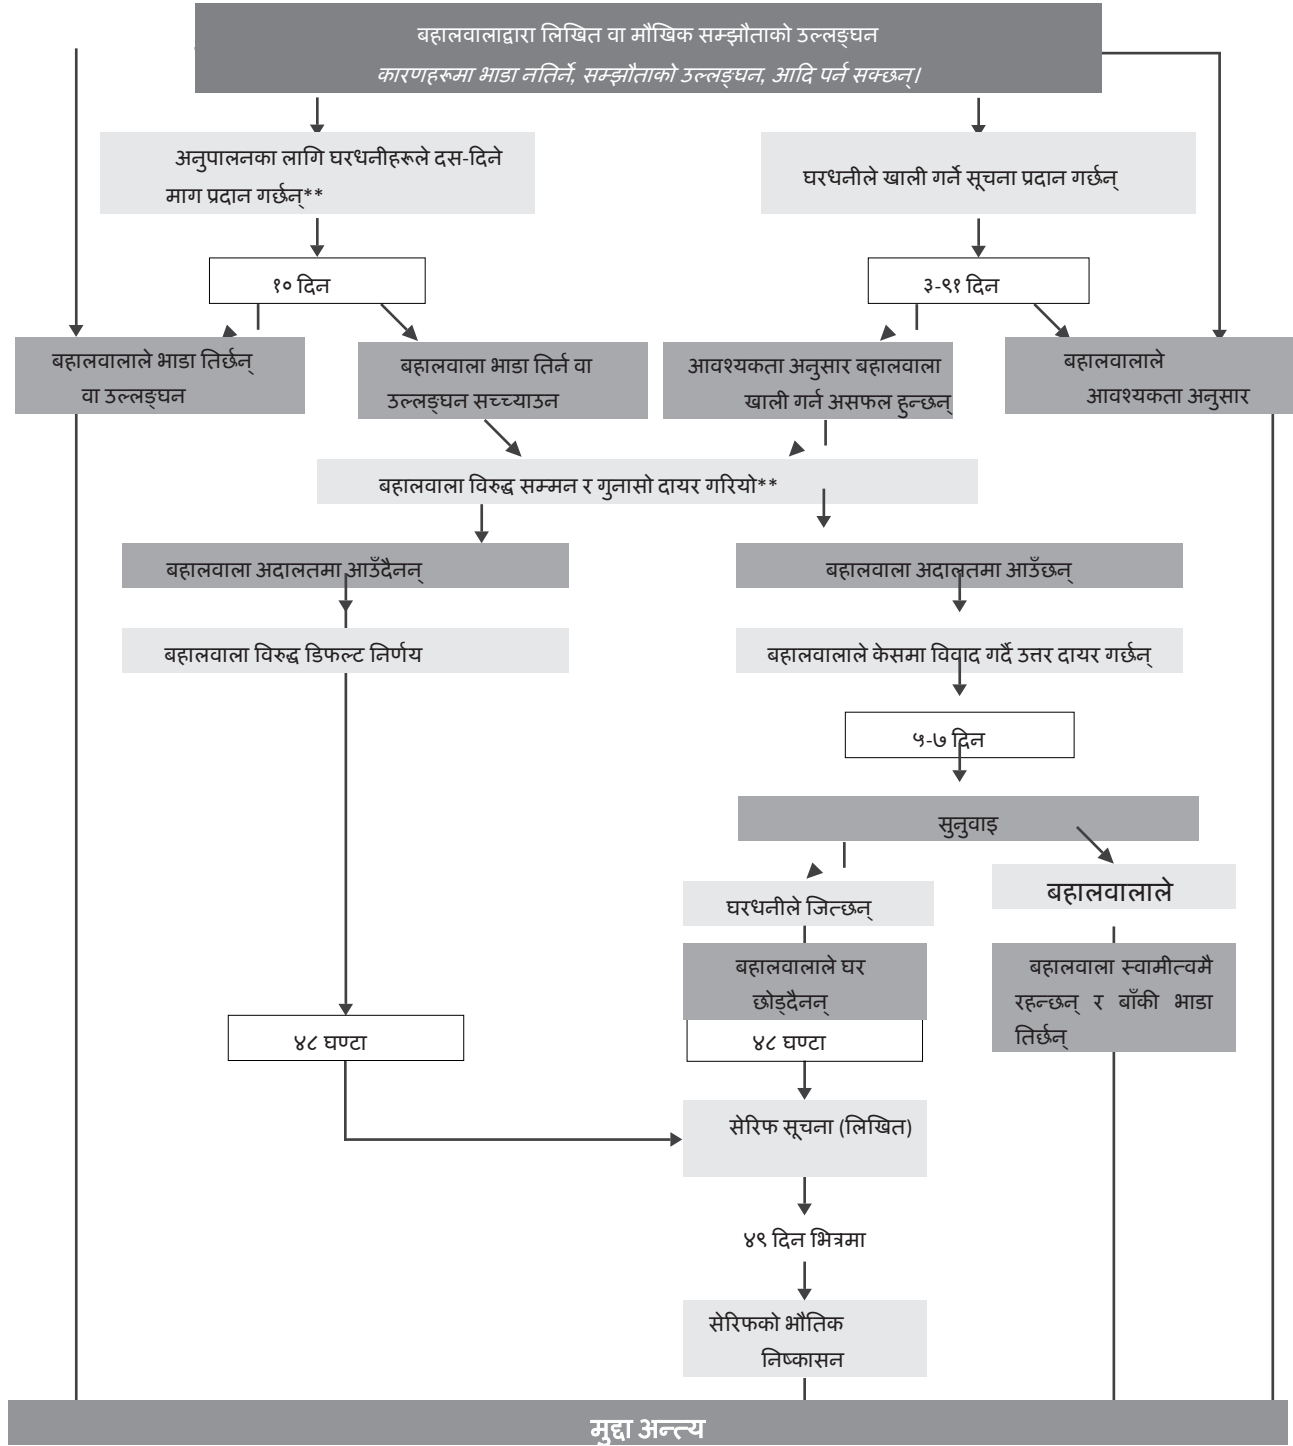 बहालवालाद्वारा लिखित वा मौखिक सम्झौताको उल्लङ्घन
कारणहरूमा भाडा नतिर्ने, सम्झौताको उल्लङ्घन, आदि पर्न सक्छन्।
अनुपालनका लागि घरधनीहरूले दस-दिने
माग प्रदान गर्छन्**
घरधनीले खाली गर्ने सूचना प्रदान गर्छन्
१० दिन
३-९१ दिन
बहालवालाले भाडा तिर्छन्
वा उल्लङ्घन
बहालवाला भाडा तिर्न वा
उल्लङ्घन सच्च्याउन
आवश्यकता अनुसार बहालवाला
खाली गर्न असफल हुन्छन्
बहालवालाले
आवश्यकता अनुसार
बहालवाला विरुद्ध सम्मन र गुनासो दायर गरियो**
बहालवाला अदालतमा आउँदैनन्
बहालवाला अदालतमा आउँछन्
बहालवाला विरुद्ध डिफल्ट निर्णय
बहालवालाले केसमा विवाद गर्दै उत्तर दायर गर्छन्
५-७ दिन
सुनुवाइ
घरधनीले जित्छन्
बहालवालाले
बहालवालाले घर
छोड्दैनन्
बहालवाला स्वामीत्वमै
रहन्छन् र बाँकी भाडा
तिर्छन्
४८ घण्टा
४८ घण्टा
सेरिफ सूचना (लिखित)
४९ दिन भित्रमा
सेरिफको भौतिक
निष्कासन
मुद्दा अन्त्य